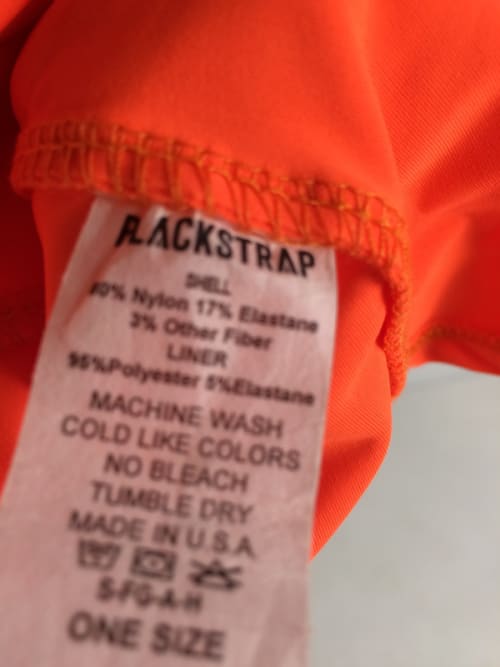 BLACKSTRAP
SHELL
80% Nylon 17% Elastane
3% Other Fiber
LINER
95%Polyester 5%Elastane
MACHINE WASH
COLD LIKE COLORS
NO BLEACH
TUMBLE DRY
MADE IN U.S.A.
S-FG-A-H
ONE SIZE